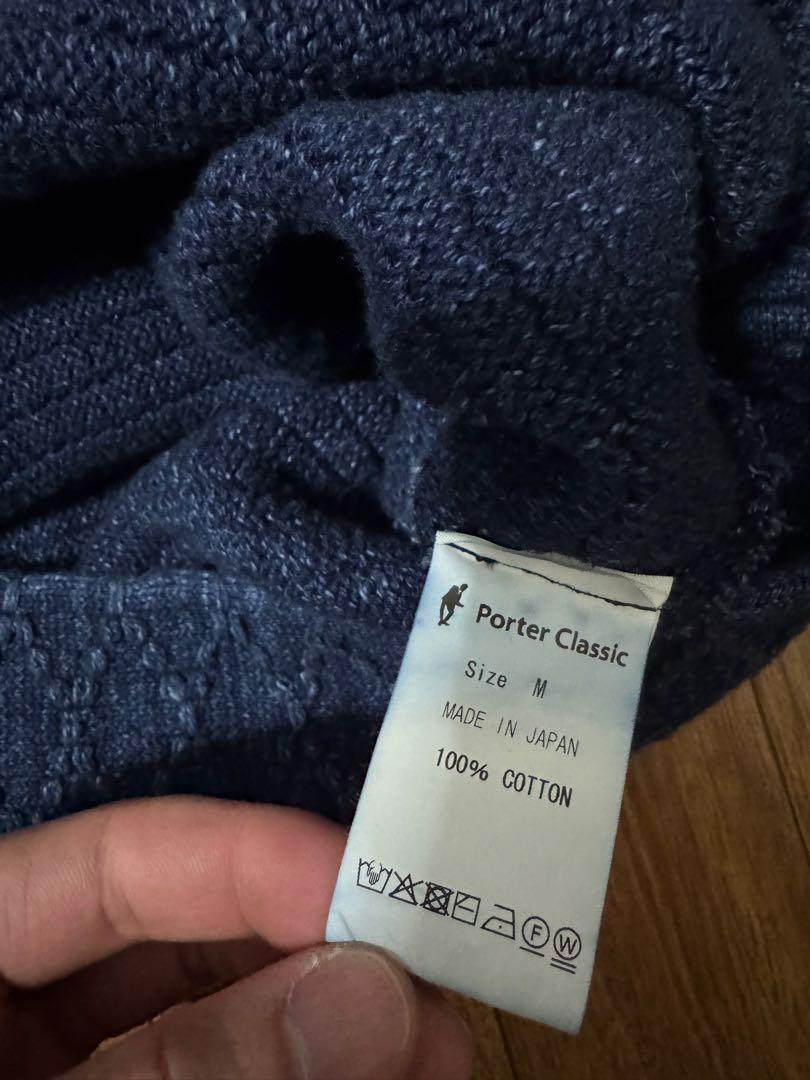 Porter Classic
Size M
MADE IN JAPAN
100% COTTON
F W